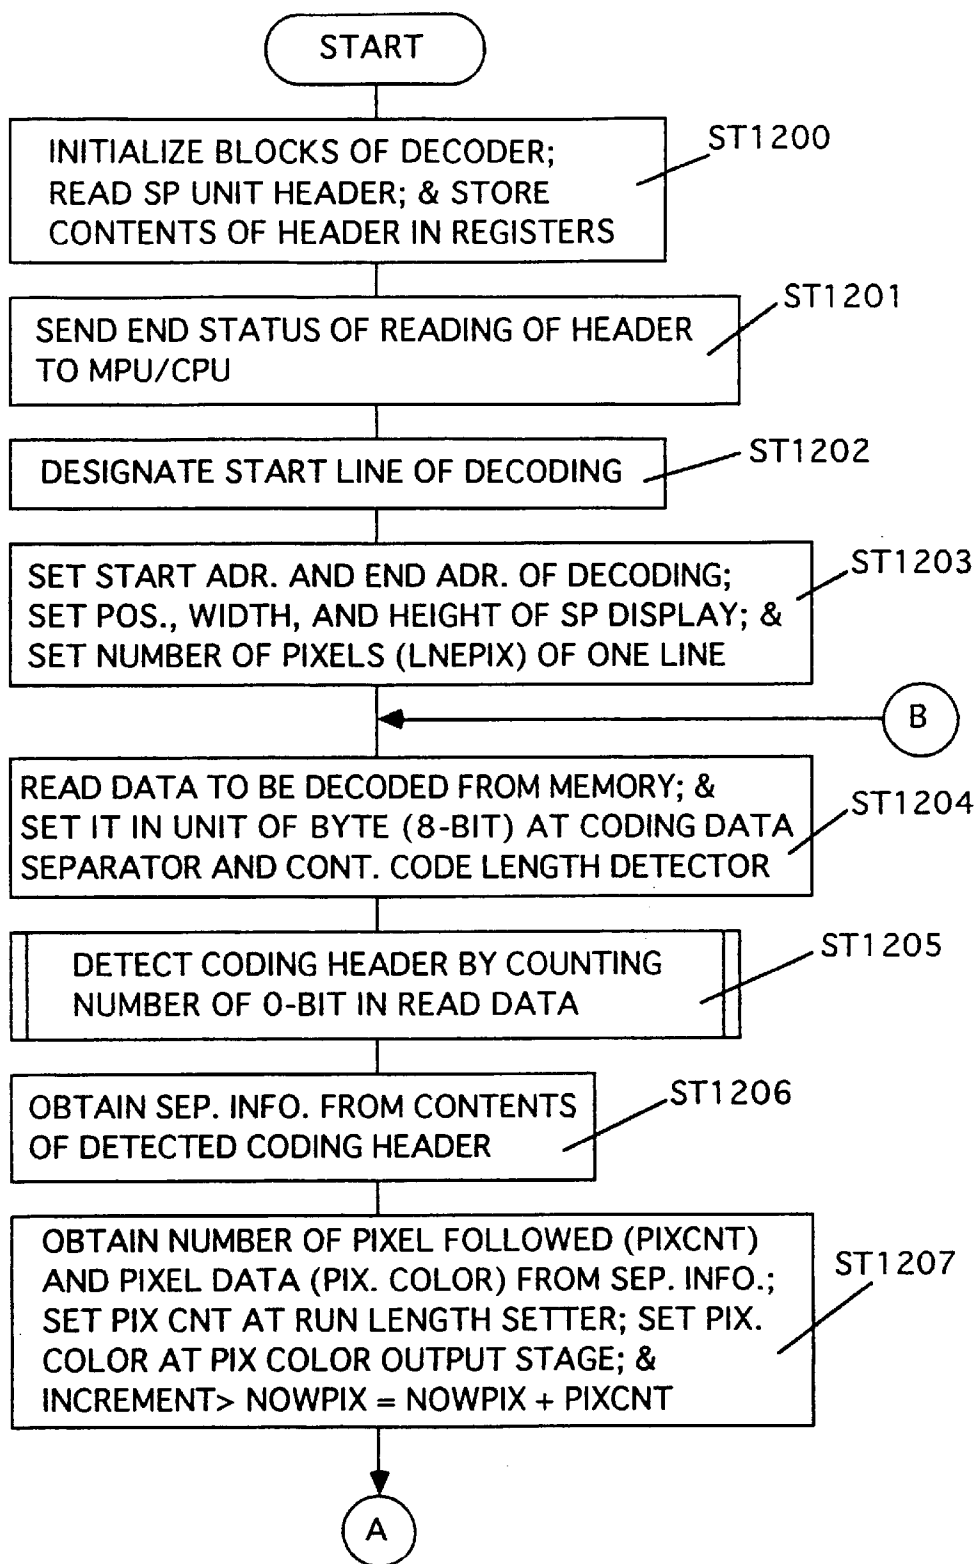 START
INITIALIZE BLOCKS OF DECODER;
READ SP UNIT HEADER; & STORE
CONTENTS OF HEADER IN REGISTERS
ST1200
SEND END STATUS OF READING OF HEADER
TO MPU/CPU
ST1201
DESIGNATE START LINE OF DECODING
ST1202
SET START ADR. AND END ADR. OF DECODING;
SET POS., WIDTH, AND HEIGHT OF SP DISPLAY; &
SET NUMBER OF PIXELS (LNEPIX) OF ONE LINE
ST1203
B
READ DATA TO BE DECODED FROM MEMORY; &
SET IT IN UNIT OF BYTE (8-BIT) AT CODING DATA
SEPARATOR AND CONT. CODE LENGTH DETECTOR
ST1204
DETECT CODING HEADER BY COUNTING
NUMBER OF 0-BIT IN READ DATA
ST1205
OBTAIN SEP. INFO. FROM CONTENTS
OF DETECTED CODING HEADER
ST1206
OBTAIN NUMBER OF PIXEL FOLLOWED (PIXCNT)
AND PIXEL DATA (PIX. COLOR) FROM SEP. INFO.;
SET PIX CNT AT RUN LENGTH SETTER; SET PIX.
COLOR AT PIX COLOR OUTPUT STAGE; &
INCREMENT> NOWPIX = NOWPIX + PIXCNT
ST1207
A